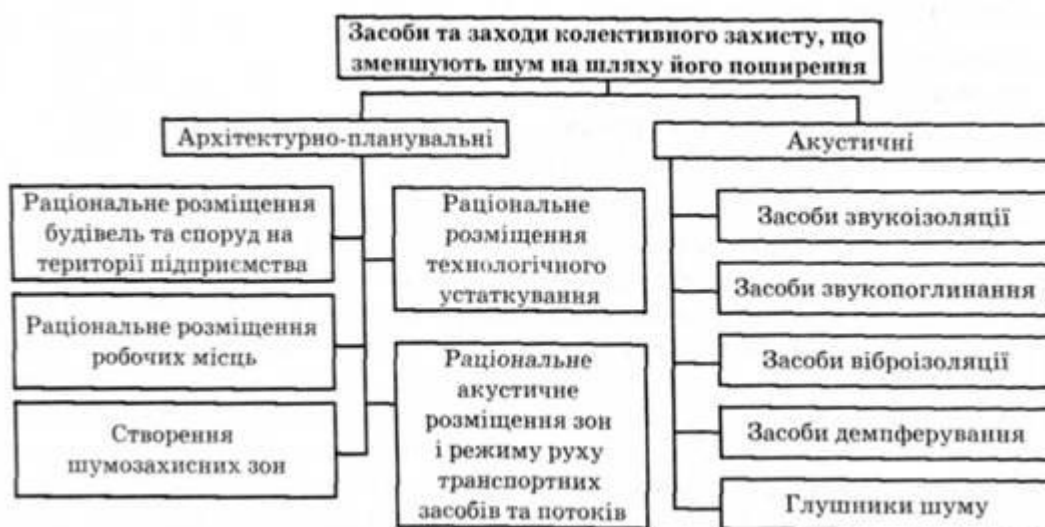 Засоби та заходи колективного захисту, що
зменшують шум на шляху його поширення
Архітектурно-планувальні
Акустичні
Раціональне розміщення
будівель та споруд на
території підприємства
Раціональне розміщення
робочих місць
Створення
шумозахисних зон
Раціональне
розміщення
технологічного
устаткування
Раціональне
акустичне
розміщення зон
і режиму руху
транспортних
засобів та потоків
Засоби звукоізоляції
Засоби звукопоглинання
Засоби віброізоляції
Засоби демпферування
Глушники шуму